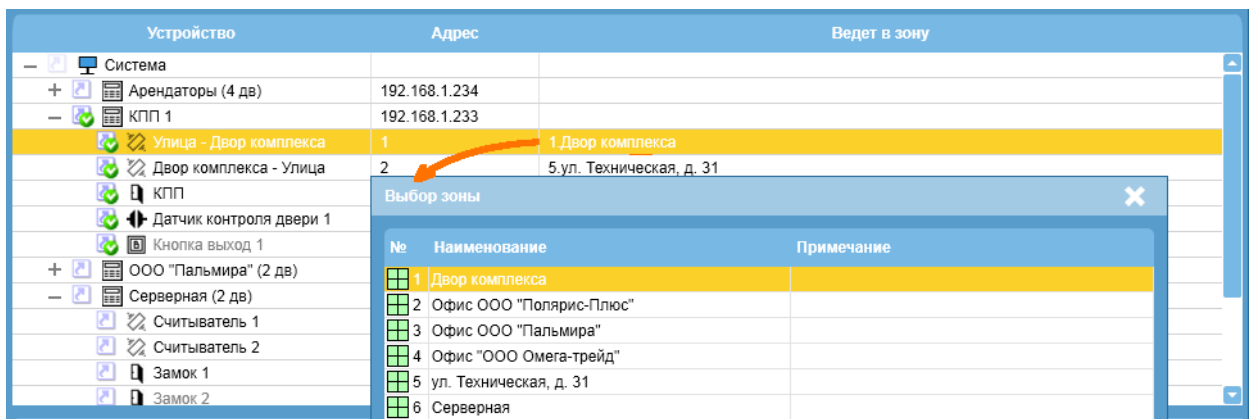 Устройство Адрес Ведет в зону
Система
Арендаторы (4 дв) 192.168.1.234
КПП 1 192.168.1.233
Улица - Двор комплекса 1 1.Двор комплекса
Двор комплекса - Улица 2 5.ул. Техническая, д. 31
КПП
Датчик контроля двери 1
Кнопка выход 1
ООО "Пальмира" (2 дв)
Серверная (2 дв)
Считыватель 1
Считыватель 2
Замок 1
Замок 2
Выбор зоны
№ Наименование Примечание
1 Двор комплекса
2 Офис ООО "Полярис-Плюс"
3 Офис ООО "Пальмира"
4 Офис "ООО Омега-трейд"
5 ул. Техническая, д. 31
6 Серверная